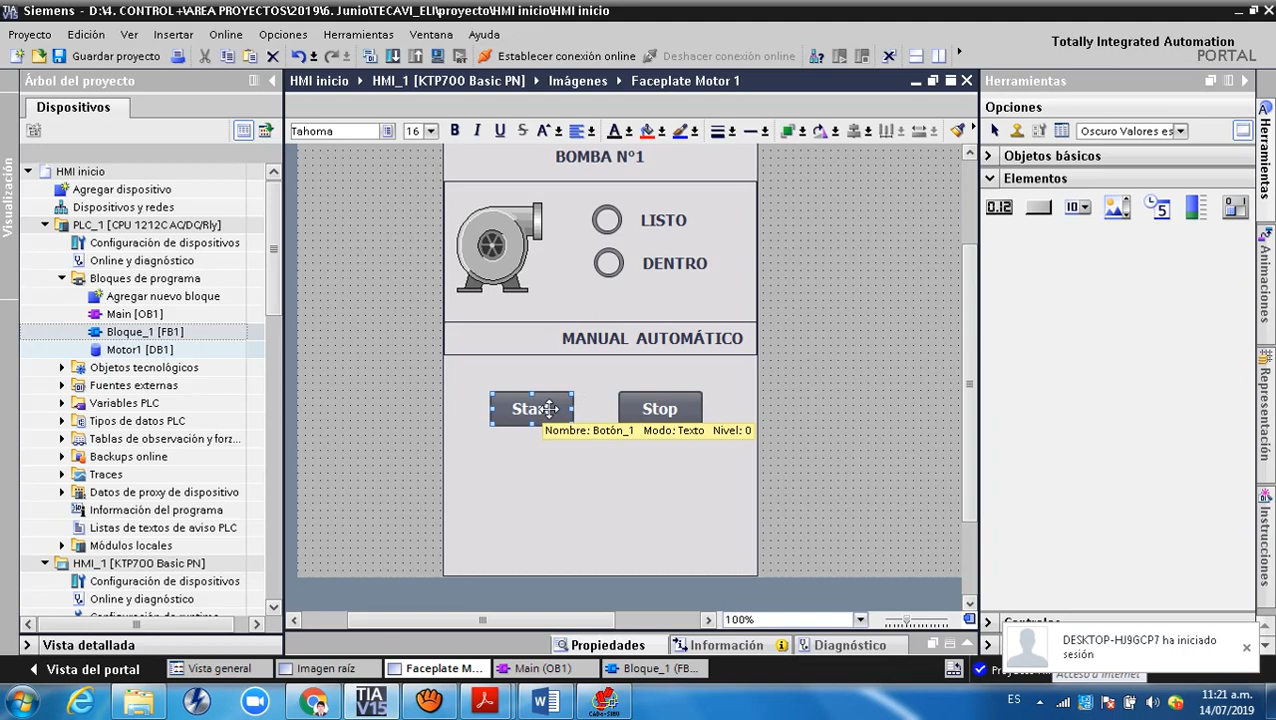 Siemens - D:\4. CONTROL +\AREA PROYECTOS\2019\6. Junio\TECAVI_ELI\proyecto\HMI inicio\HMI inicio
Proyecto Edición Ver Insertar Online Opciones Herramientas Ventana Ayuda
Totally Integrated Automation
PORTAL
Guardar proyecto
Establecer conexión online
Deshacer conexión online
Árbol del proyecto
HMI inicio HMI_1 [KTP700 Basic PN] Imágenes Faceplate Motor 1
Herramientas
Dispositivos
Opciones
Tahoma
16
B I U S A
Oscuro Valores es
Objetos básicos
Elementos
0.12
10
5
Visualización
HMI inicio
Agregar dispositivo
Dispositivos y redes
PLC_1 [CPU 1212C AC/DC/Rly]
Configuración de dispositivos
Online y diagnóstico
Bloques de programa
Agregar nuevo bloque
Main [OB1]
Bloque_1 [FB1]
Motor1 [DB1]
Objetos tecnológicos
Fuentes externas
Variables PLC
Tipos de datos PLC
Tablas de observación y forz...
Backups online
Traces
Datos de proxy de dispositivo
Información del programa
Listas de textos de aviso PLC
Módulos locales
HMI_1 [KTP700 Basic PN]
Configuración de dispositivos
Online y diagnóstico
Vista detallada
BOMBA N°1
LISTO
DENTRO
MANUAL AUTOMÁTICO
Stop
Nombre: Botón_1 Modo: Texto Nivel: 0
100%
Propiedades
Información
Diagnóstico
Herramientas
Animaciones
Representación
Instrucciones
DESKTOP-HJ9GCP7 ha iniciado
sesión
Acceso a Internet
Vista del portal
Vista general
Imagen raíz
Faceplate M...
Main (OB1)
Bloque_1 (FB...
TIA
V15
ES
11:21 a.m.
14/07/2019